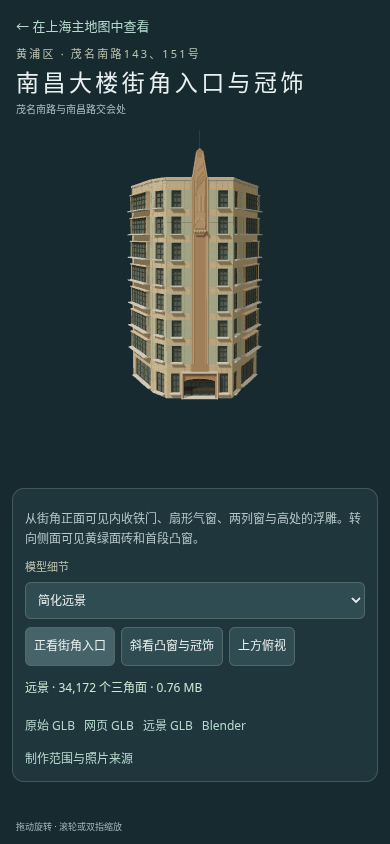 ← 在上海主地图中查看
黄浦区 · 茂名南路143、151号
南昌大楼街角入口与冠饰
茂名南路与南昌路交会处
从街角正面可见内收铁门、扇形气窗、两列窗与高处的浮雕。转
向侧面可见黄绿面砖和首段凸窗。
模型细节
简化远景
正看街角入口 斜看凸窗与冠饰 上方俯视
远景 · 34,172 个三角面 · 0.76 MB
原始 GLB 网页 GLB 远景 GLB Blender
制作范围与照片来源
拖动旋转 · 滚轮或双指缩放